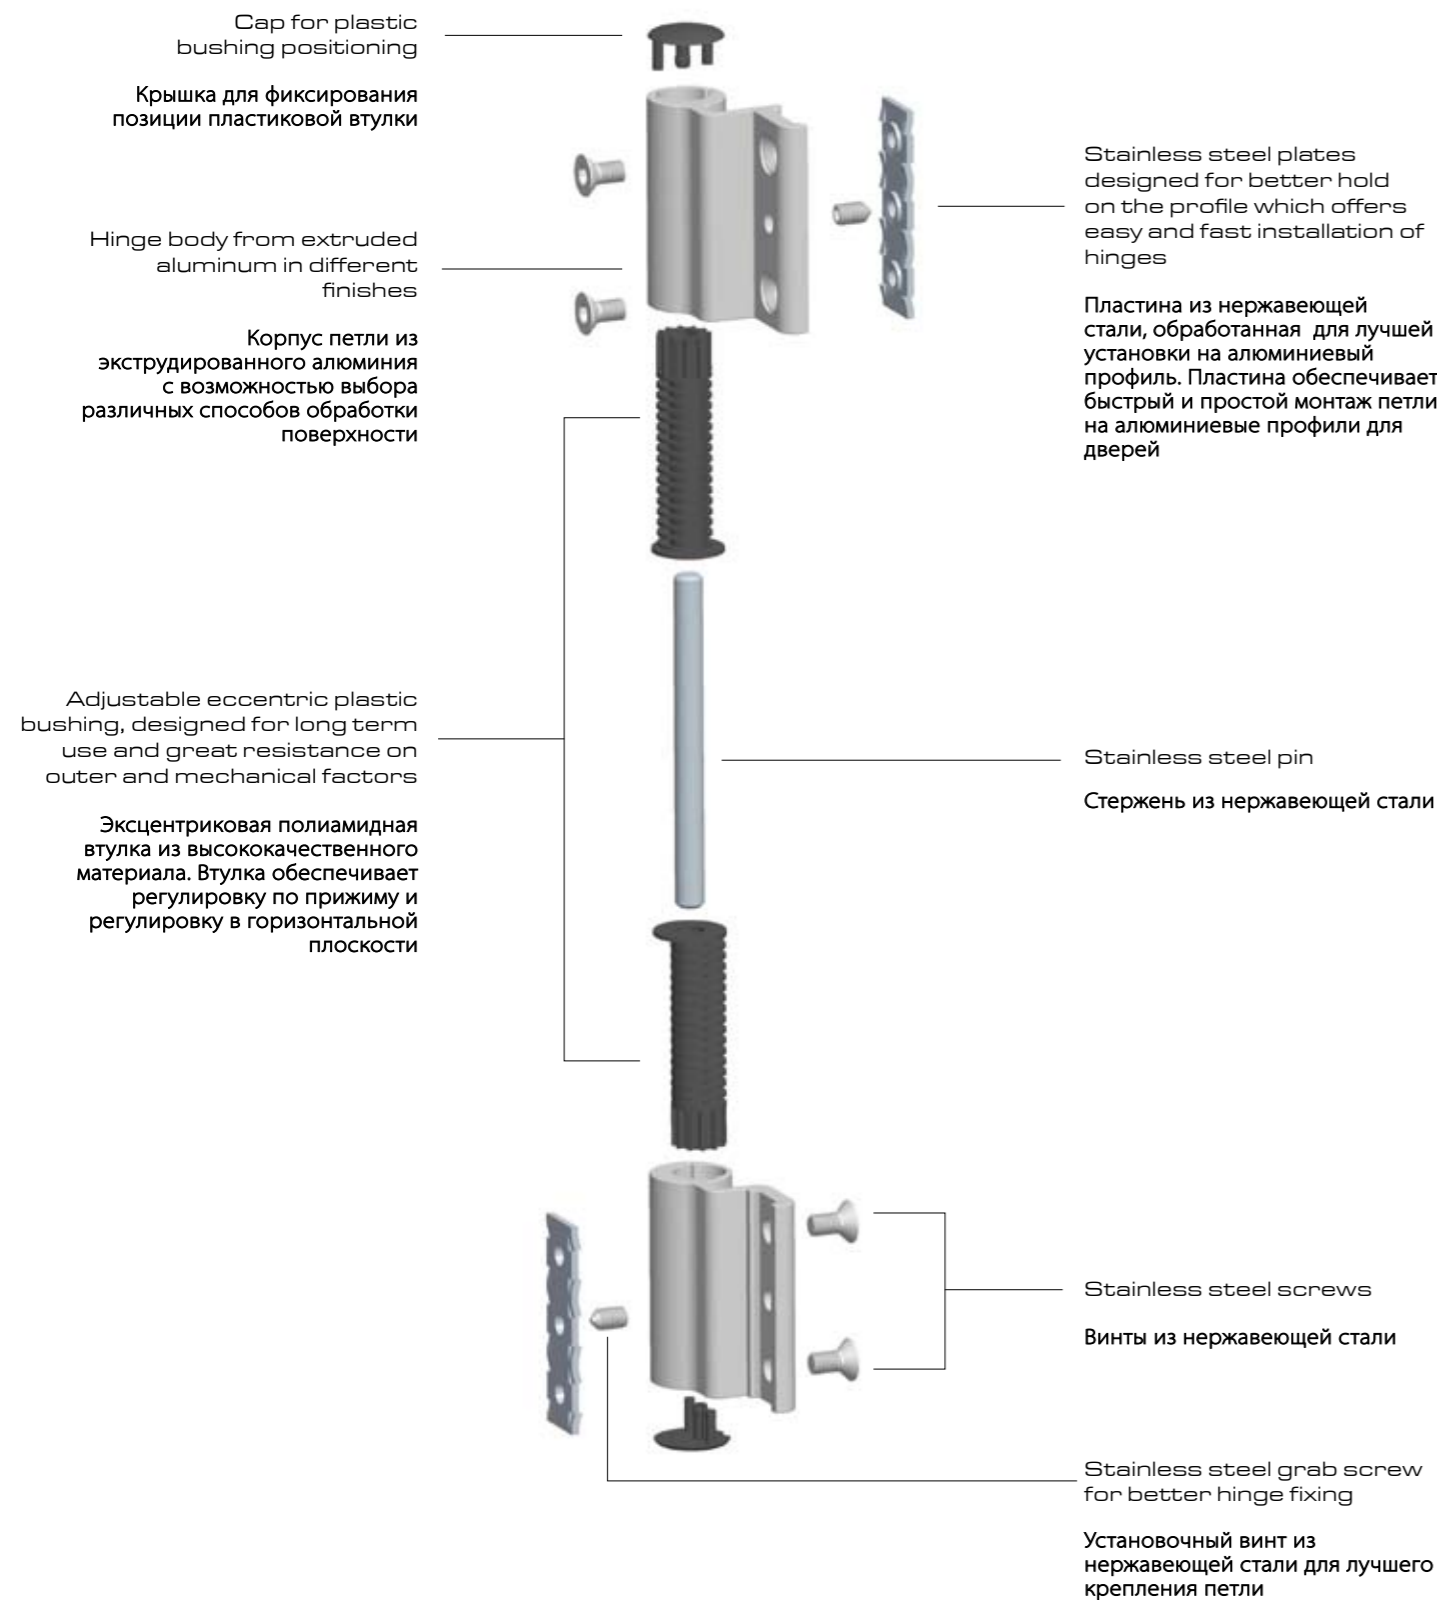 Cap for plastic
bushing positioning
Крышка для фиксирования
позиции пластиковой втулки
Hinge body from extruded
aluminum in different
finishes
Корпус петли из
экструдированного алюминия
с возможностью выбора
различных способов обработки
поверхности
Stainless steel plates
designed for better hold
on the profile which offers
easy and fast installation of
hinges
Пластина из нержавеющей
стали, обработанная для лучшей
установки на алюминиевый
профиль. Пластина обеспечивает
быстрый и простой монтаж петли
на алюминиевые профили для
дверей
Adjustable eccentric plastic
bushing, designed for long term
use and great resistance on
outer and mechanical factors
Эксцентриковая полиамидная
втулка из высококачественного
материала. Втулка обеспечивает
регулировку по прижиму и
регулировку в горизонтальной
плоскости
Stainless steel pin
Стержень из нержавеющей стали
Stainless steel screws
Винты из нержавеющей стали
Stainless steel grab screw
for better hinge fixing
Установочный винт из
нержавеющей стали для лучшего
крепления петли